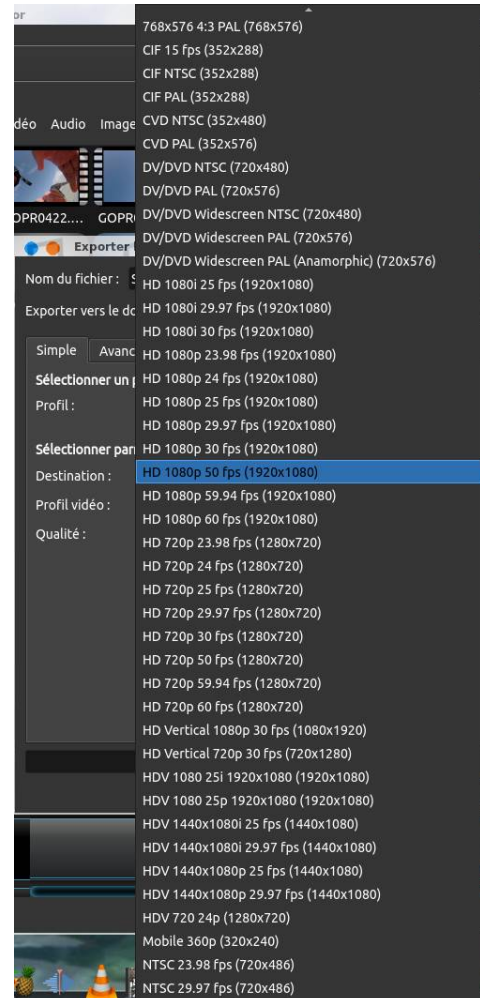 or
déo Audio Image
OPR0422.... GOPR
Exporter
Nom du fichier : S
Exporter vers le do
Simple Avanc
Sélectionner un p
Profil :
Sélectionner par
Destination :
Profil vidéo :
Qualité :
768x576 4:3 PAL (768x576)
CIF 15 fps (352x288)
CIF NTSC (352x288)
CIF PAL (352x288)
CVD NTSC (352x480)
CVD PAL (352x576)
DV/DVD NTSC (720x480)
DV/DVD PAL (720x576)
DV/DVD Widescreen NTSC (720x480)
DV/DVD Widescreen PAL (720x576)
DV/DVD Widescreen PAL (Anamorphic) (720x576)
HD 1080i 25 fps (1920x1080)
HD 1080i 29.97 fps (1920x1080)
HD 1080i 30 fps (1920x1080)
HD 1080p 23.98 fps (1920x1080)
HD 1080p 24 fps (1920x1080)
HD 1080p 25 fps (1920x1080)
HD 1080p 29.97 fps (1920x1080)
HD 1080p 30 fps (1920x1080)
HD 1080p 50 fps (1920x1080)
HD 1080p 59.94 fps (1920x1080)
HD 1080p 60 fps (1920x1080)
HD 720p 23.98 fps (1280x720)
HD 720p 24 fps (1280x720)
HD 720p 25 fps (1280x720)
HD 720p 29.97 fps (1280x720)
HD 720p 30 fps (1280x720)
HD 720p 50 fps (1280x720)
HD 720p 59.94 fps (1280x720)
HD 720p 60 fps (1280x720)
HD Vertical 1080p 30 fps (1080x1920)
HD Vertical 720p 30 fps (720x1280)
HDV 1080 25i 1920x1080 (1920x1080)
HDV 1080 25p 1920x1080 (1920x1080)
HDV 1440x1080i 25 fps (1440x1080)
HDV 1440x1080i 29.97 fps (1440x1080)
HDV 1440x1080p 25 fps (1440x1080)
HDV 1440x1080p 29.97 fps (1440x1080)
HDV 720 24p (1280x720)
Mobile 360p (320x240)
NTSC 23.98 fps (720x486)
NTSC 29.97 fps (720x486)